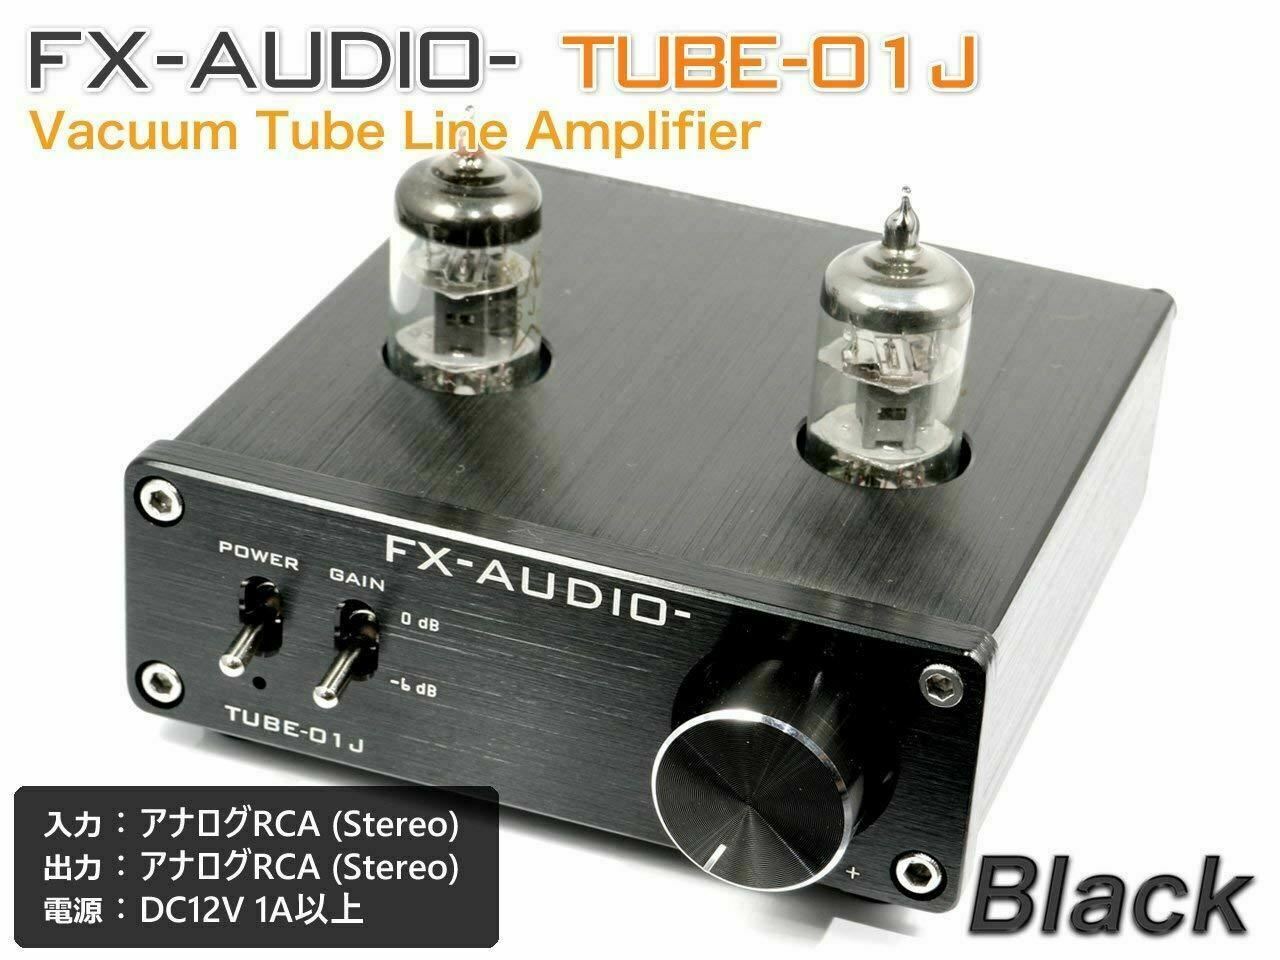 FX-AUDIO- TUBE-01J
Vacuum Tube Line Amplifier
POWER
GAIN
FX-AUDIO-
0 dB
-6 dB
TUBE-01J
+
入力：アナログRCA (Stereo)
出力：アナログRCA (Stereo)
電源：DC12V 1A以上
Black